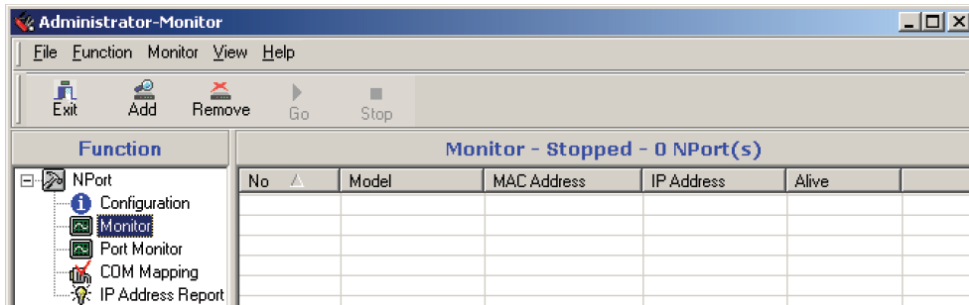 Administrator-Monitor
File Function Monitor View Help
Exit Add Remove Go Stop
Function
Monitor - Stopped - 0 NPort(s)
NPort
Configuration
Monitor
Port Monitor
COM Mapping
IP Address Report
No Model MAC Address IP Address Alive